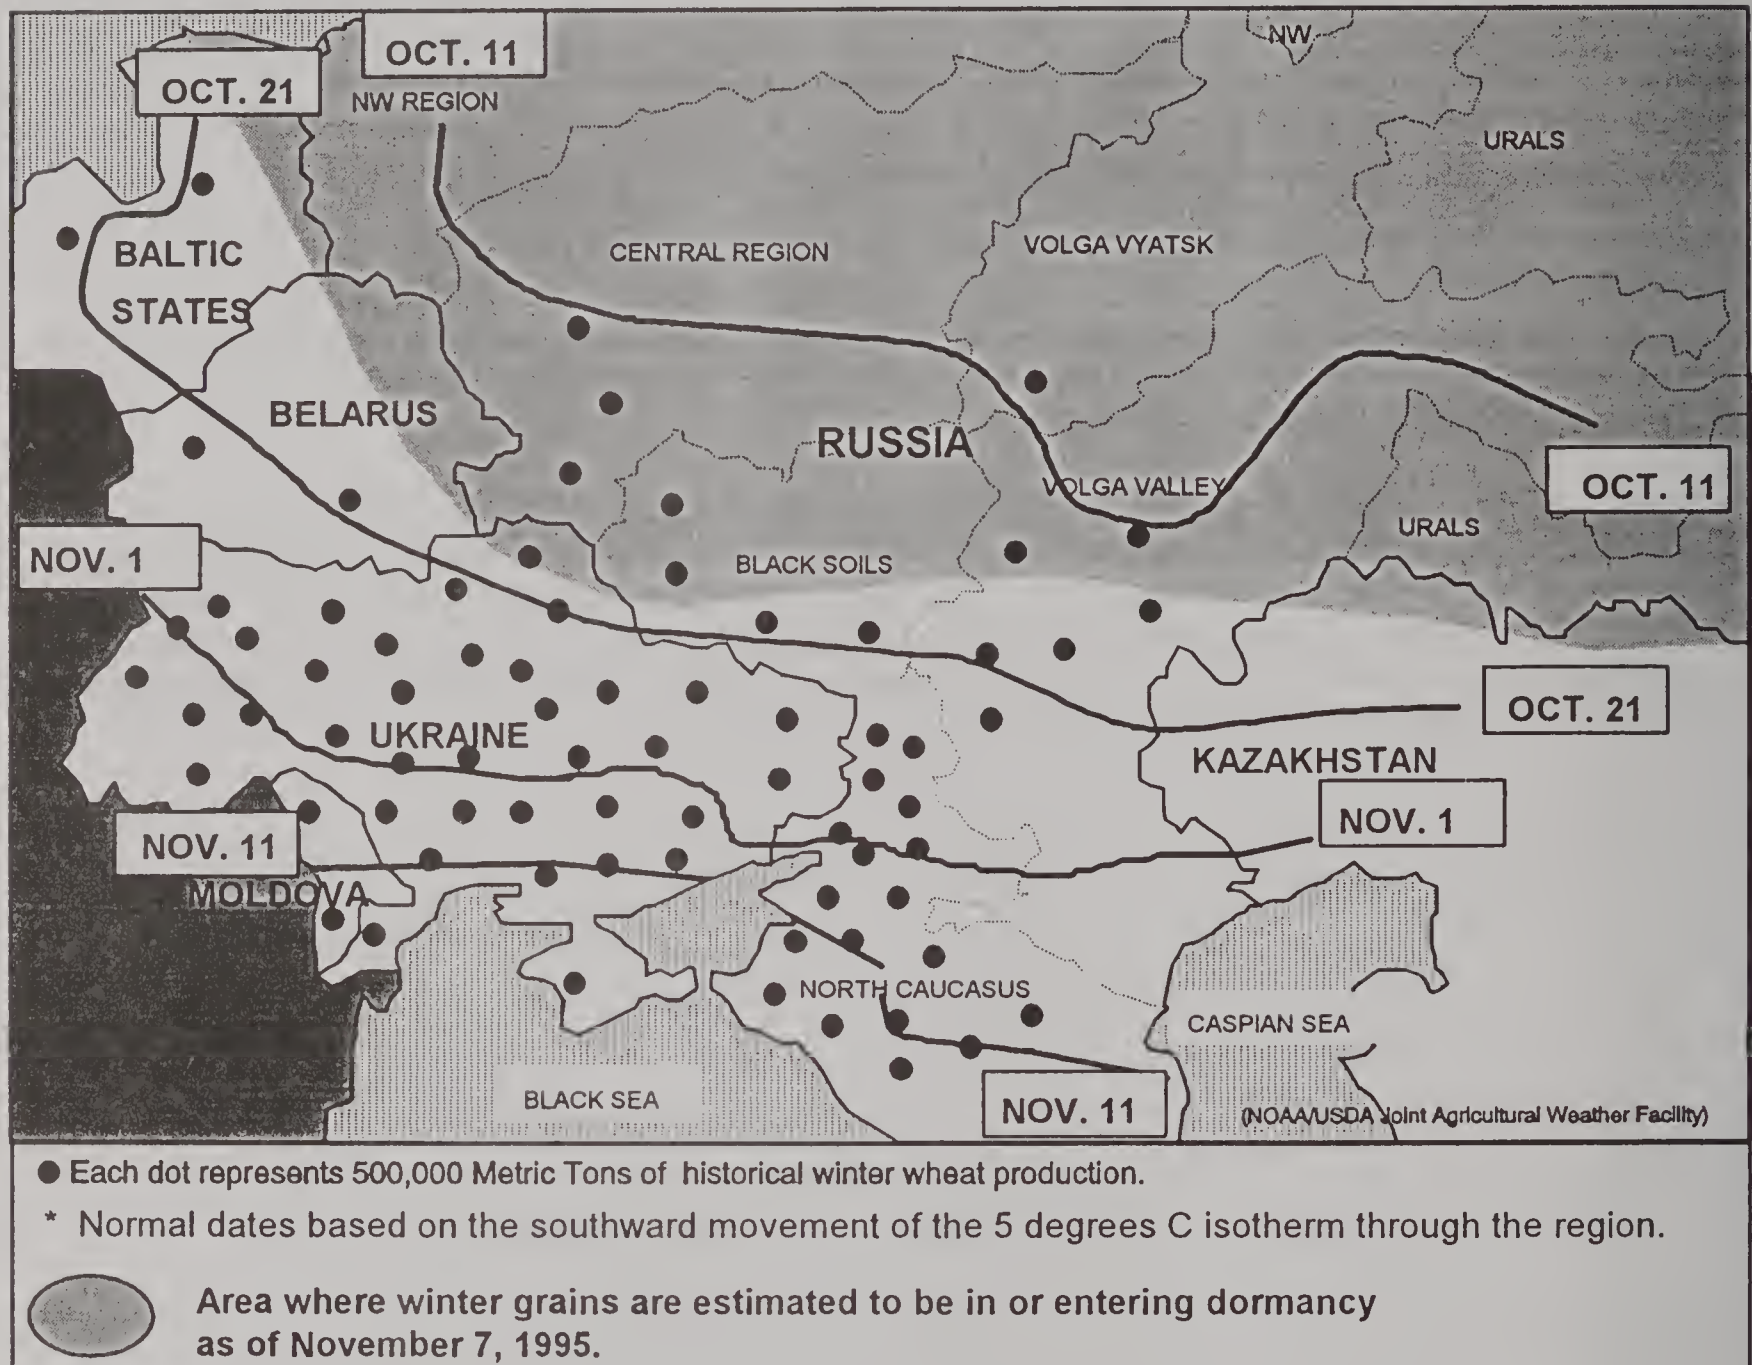 OCT. 11
NW
OCT. 21
NW REGION
URALS
BALTIC
STATES
CENTRAL REGION
VOLGA VYATSK
BELARUS
RUSSIA
VOLGA VALLEY
OCT. 11
URALS
NOV. 1
BLACK SOILS
OCT. 21
UKRAINE
KAZAKHSTAN
NOV. 1
NOV. 11
MOLDOVA
NORTH CAUCASUS
CASPIAN SEA
BLACK SEA
NOV. 11
(NOAA/USDA Joint Agricultural Weather Facility)
● Each dot represents 500,000 Metric Tons of historical winter wheat production.
* Normal dates based on the southward movement of the 5 degrees C isotherm through the region.
Area where winter grains are estimated to be in or entering dormancy
as of November 7, 1995.